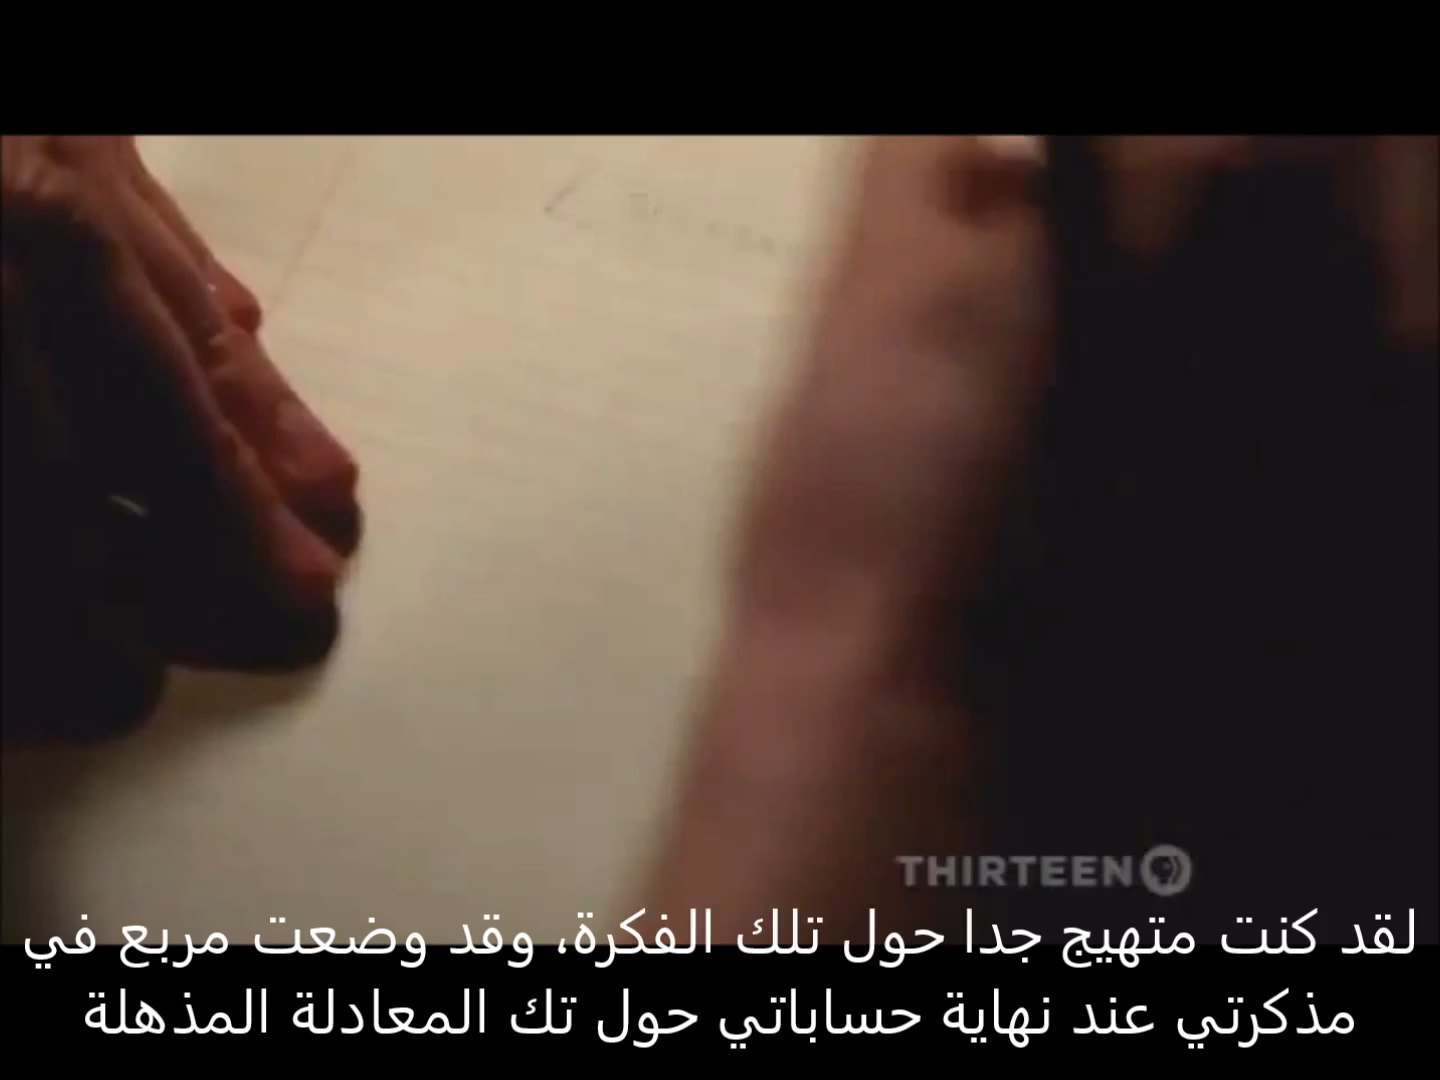 THIRTEEN
لقد كنت متهيج جدا حول تلك الفكرة، وقد وضعت مربع في
مذكرتي عند نهاية حساباتي حول تك المعادلة المذهلة